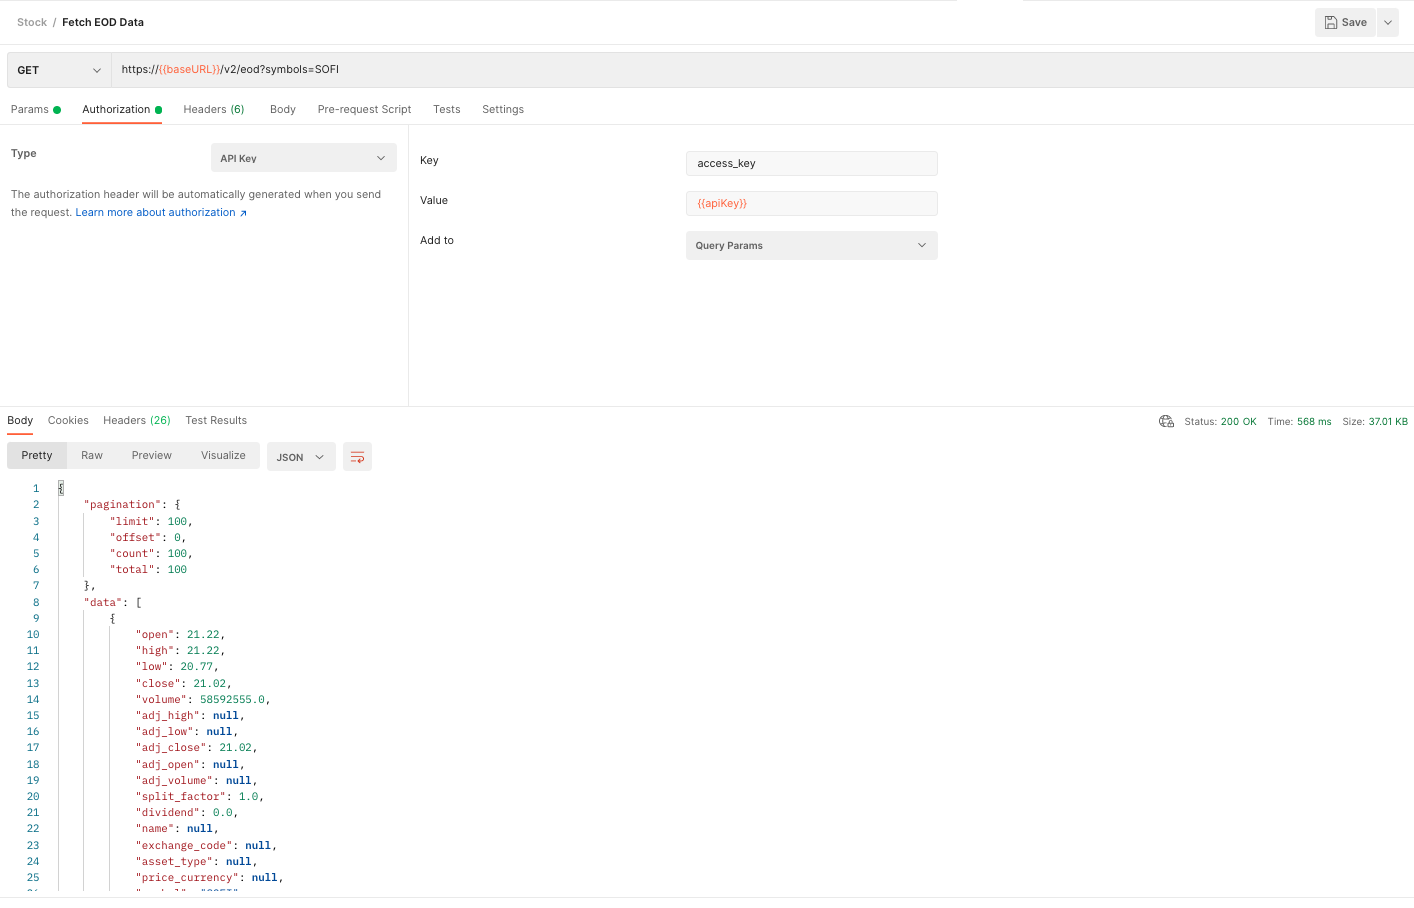 Stock / Fetch EOD Data
Save
GET
https://{{baseURL}}/v2/eod?symbols=SOFI
Params Authorization Headers (6) Body Pre-request Script Tests Settings
Type
API Key
The authorization header will be automatically generated when you send
the request. Learn more about authorization ↗
Key
access_key
Value
{{apiKey}}
Add to
Query Params
Body Cookies Headers (26) Test Results
Status: 200 OK Time: 568 ms Size: 37.01 KB
Pretty Raw Preview Visualize JSON
1 {
2 "pagination": {
3 "limit": 100,
4 "offset": 0,
5 "count": 100,
6 "total": 100
7 },
8 "data": [
9 {
10 "open": 21.22,
11 "high": 21.22,
12 "low": 20.77,
13 "close": 21.02,
14 "volume": 58592555.0,
15 "adj_high": null,
16 "adj_low": null,
17 "adj_close": 21.02,
18 "adj_open": null,
19 "adj_volume": null,
20 "split_factor": 1.0,
21 "dividend": 0.0,
22 "name": null,
23 "exchange_code": null,
24 "asset_type": null,
25 "price_currency": null,